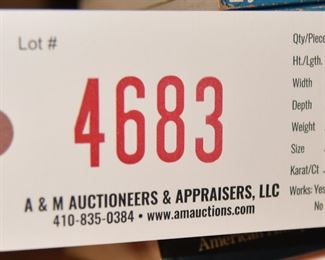 Lot #
4683
A & M AUCTIONEERS & APPRAISERS, LLC
410-835-0384 • www.amauctions.com
Qty/Piece
Ht./Lgth.
Width
Depth
Weight
Size
Karat/Ct
Works: Yes
No
American